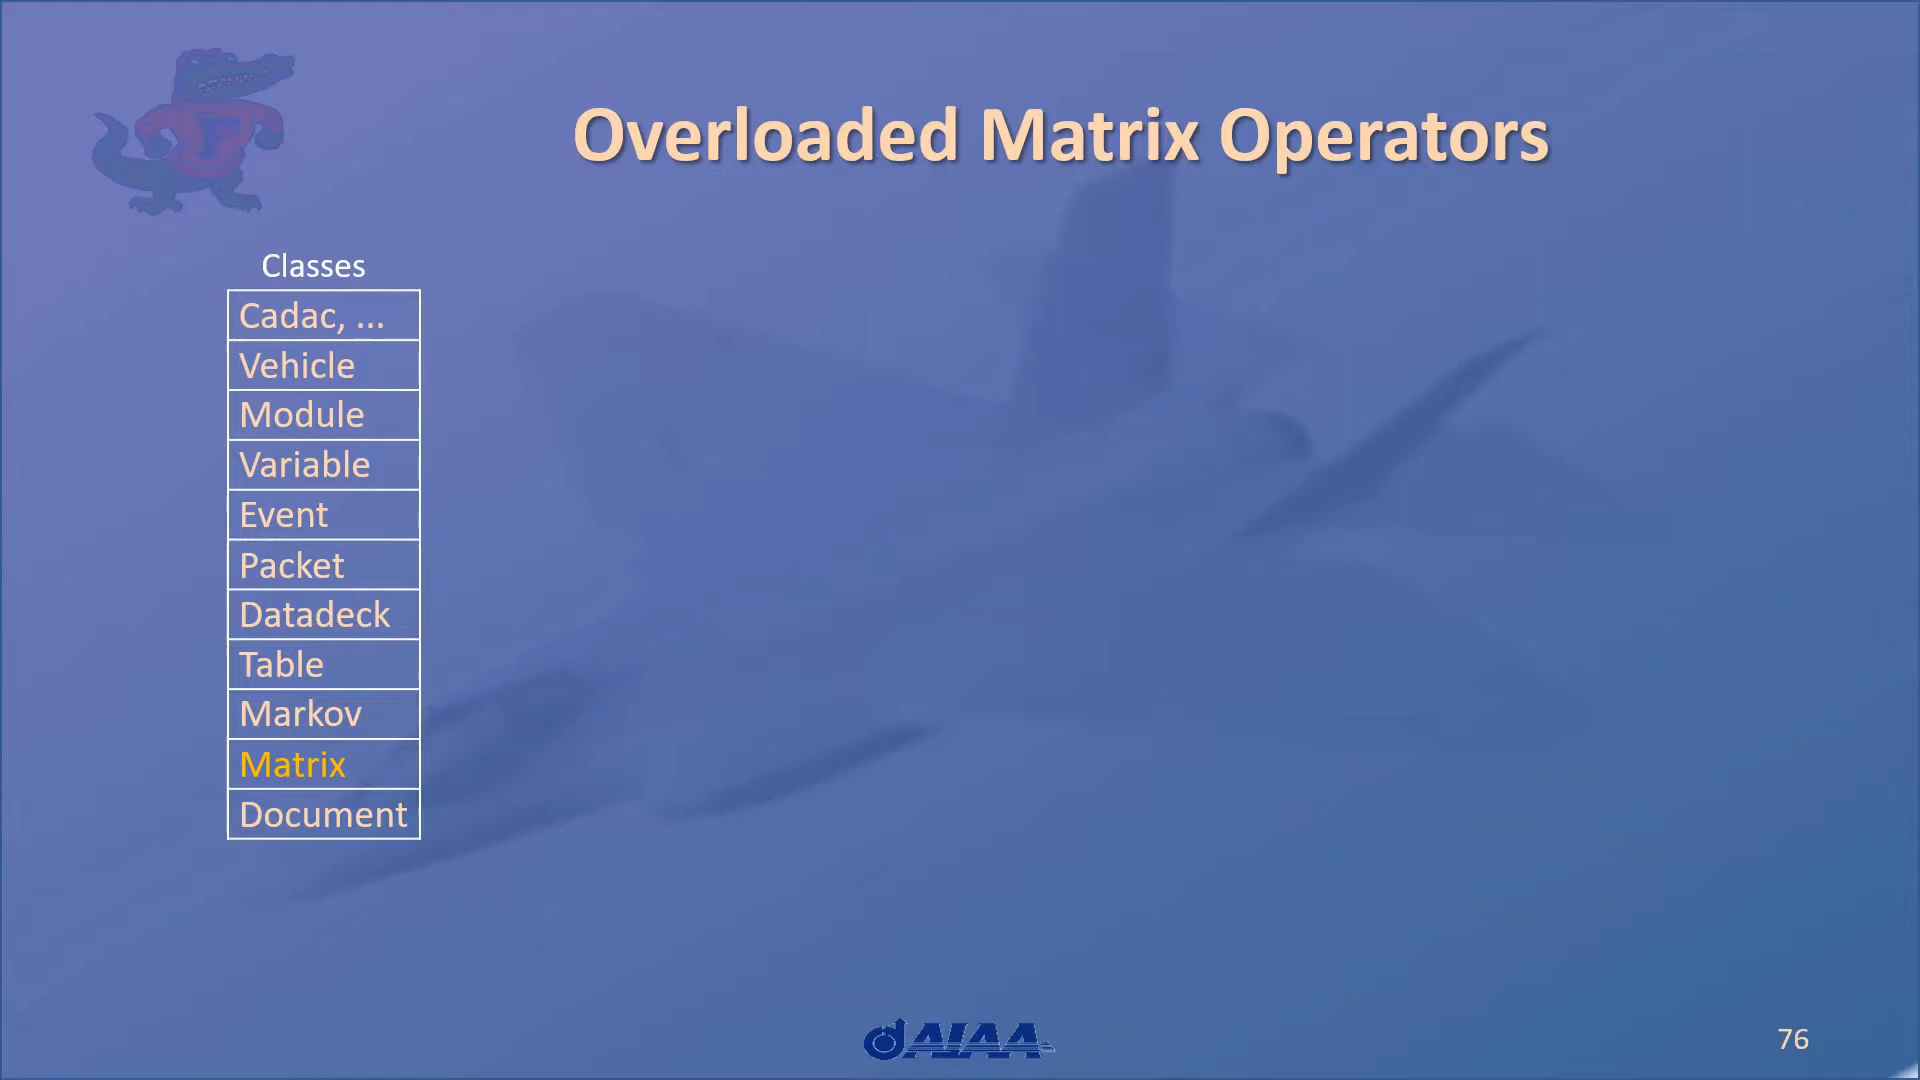 F
Overloaded Matrix Operators
Classes
Cadac, ...
Vehicle
Module
Variable
Event
Packet
Datadeck
Table
Markov
Matrix
Document
AIAA
76